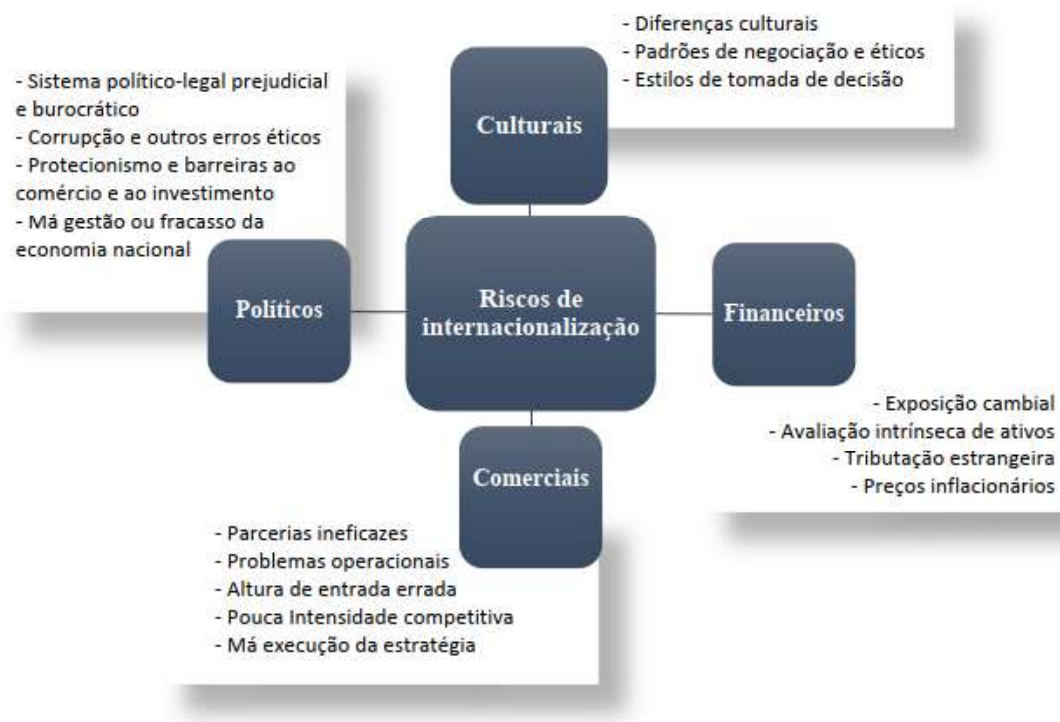 - Diferenças culturais
- Padrões de negociação e éticos
- Estilos de tomada de decisão
Culturais
- Sistema político-legal prejudicial
e burocrático
- Corrupção e outros erros éticos
- Protecionismo e barreiras ao
comércio e ao investimento
- Má gestão ou fracasso da
economia nacional
Políticos
Riscos de
internacionalização
Financeiros
- Exposição cambial
- Avaliação intrínseca de ativos
- Tributação estrangeira
- Preços inflacionários
Comerciais
- Parcerias ineficazes
- Problemas operacionais
- Altura de entrada errada
- Pouca Intensidade competitiva
- Má execução da estratégia